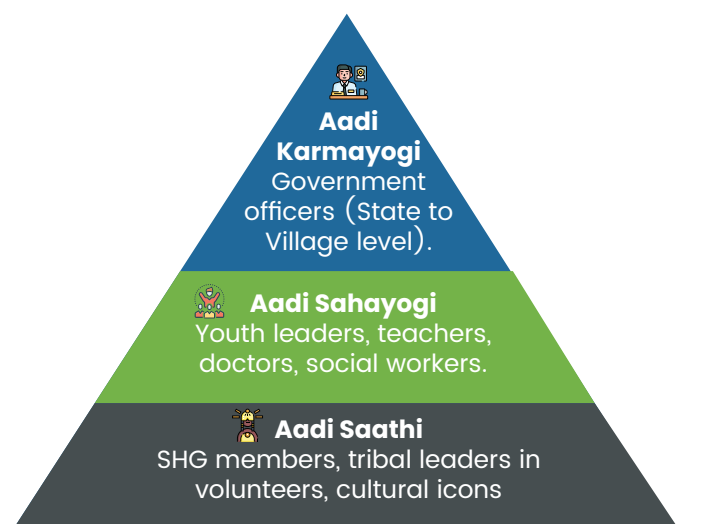 Aadi
Karmayogi
Government
officers (State to
Village level).
Aadi Sahayogi
Youth leaders, teachers,
doctors, social workers.
Aadi Saathi
SHG members, tribal leaders in
volunteers, cultural icons